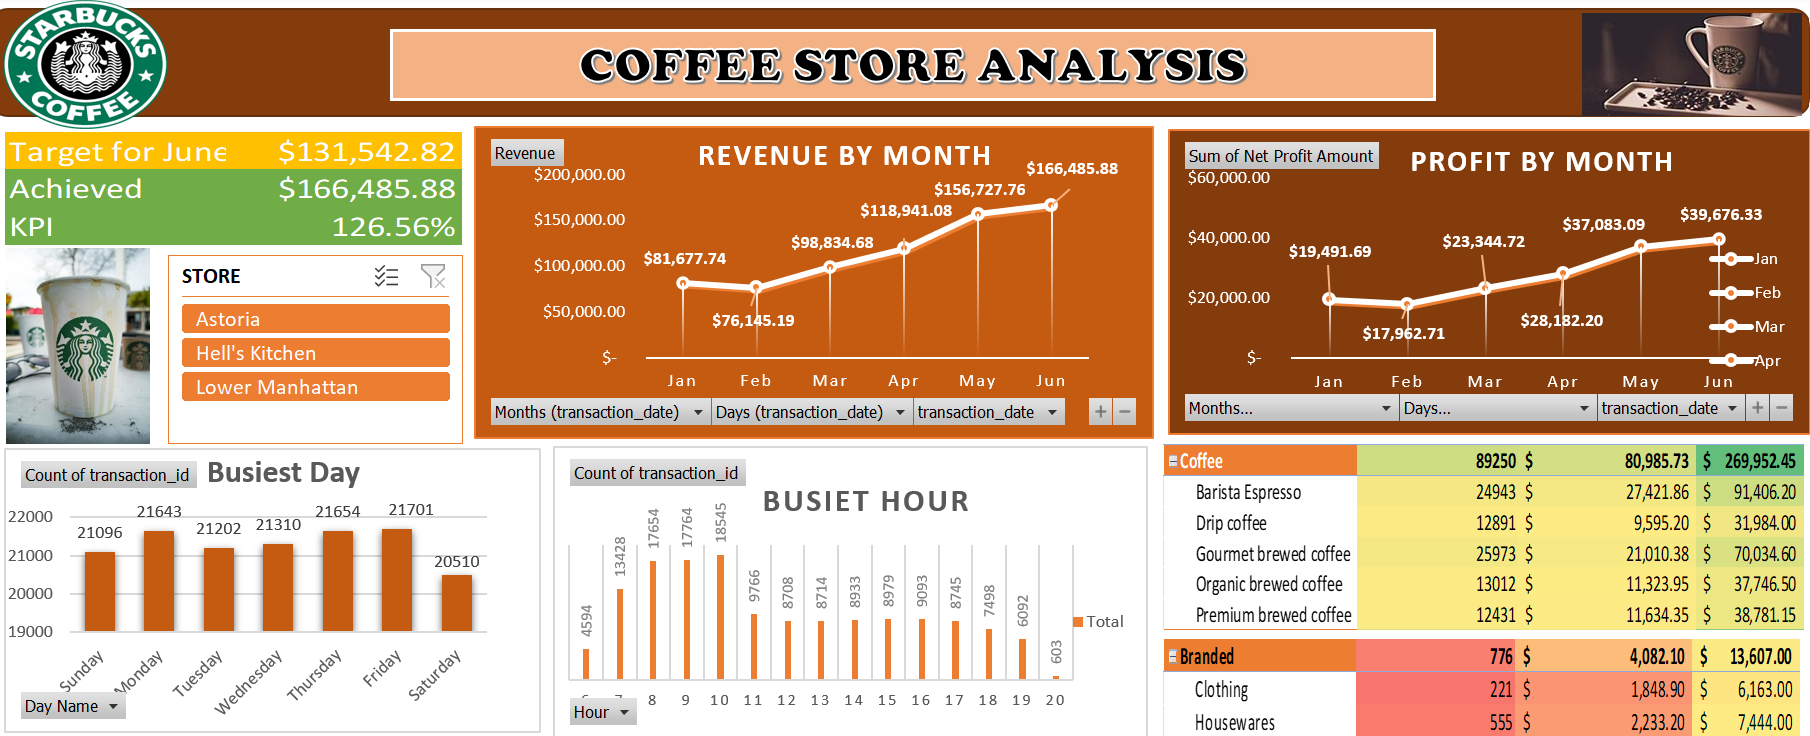 STARBUCKS
COFFEE
COFFEE STORE ANALYSIS
Target for June $131,542.82
Achieved $166,485.88
KPI 126.56%
STORE
Astoria
Hell's Kitchen
Lower Manhattan
Revenue
REVENUE BY MONTH
$200,000.00
$150,000.00
$100,000.00
$50,000.00
$-
$81,677.74
$76,145.19
$98,834.68
$118,941.08
$156,727.76
$166,485.88
Jan Feb Mar Apr May Jun
Months (transaction_date) Days (transaction_date) transaction_date + −
Sum of Net Profit Amount
PROFIT BY MONTH
$60,000.00
$40,000.00
$20,000.00
$-
$19,491.69
$17,962.71
$23,344.72
$28,182.20
$37,083.09
$39,676.33
Jan
Feb
Mar
Apr
Jan Feb Mar Apr May Jun
Months... Days... transaction_date + −
Count of transaction_id
Busiest Day
22000
21000
20000
19000
21096 21643 21202 21310 21654 21701 20510
Sunday Monday Tuesday Wednesday Thursday Friday Saturday
Day Name
Count of transaction_id
BUSIET HOUR
4594 13428 17654 17764 18545 9766 8708 8714 8933 8979 9093 8745 7498 6092 603
Total
8 9 10 11 12 13 14 15 16 17 18 19 20
Hour
Coffee 89250 $ 80,985.73 $ 269,952.45
Barista Espresso 24943 $ 27,421.86 $ 91,406.20
Drip coffee 12891 $ 9,595.20 $ 31,984.00
Gourmet brewed coffee 25973 $ 21,010.38 $ 70,034.60
Organic brewed coffee 13012 $ 11,323.95 $ 37,746.50
Premium brewed coffee 12431 $ 11,634.35 $ 38,781.15
Branded 776 $ 4,082.10 $ 13,607.00
Clothing 221 $ 1,848.90 $ 6,163.00
Housewares 555 $ 2,233.20 $ 7,444.00